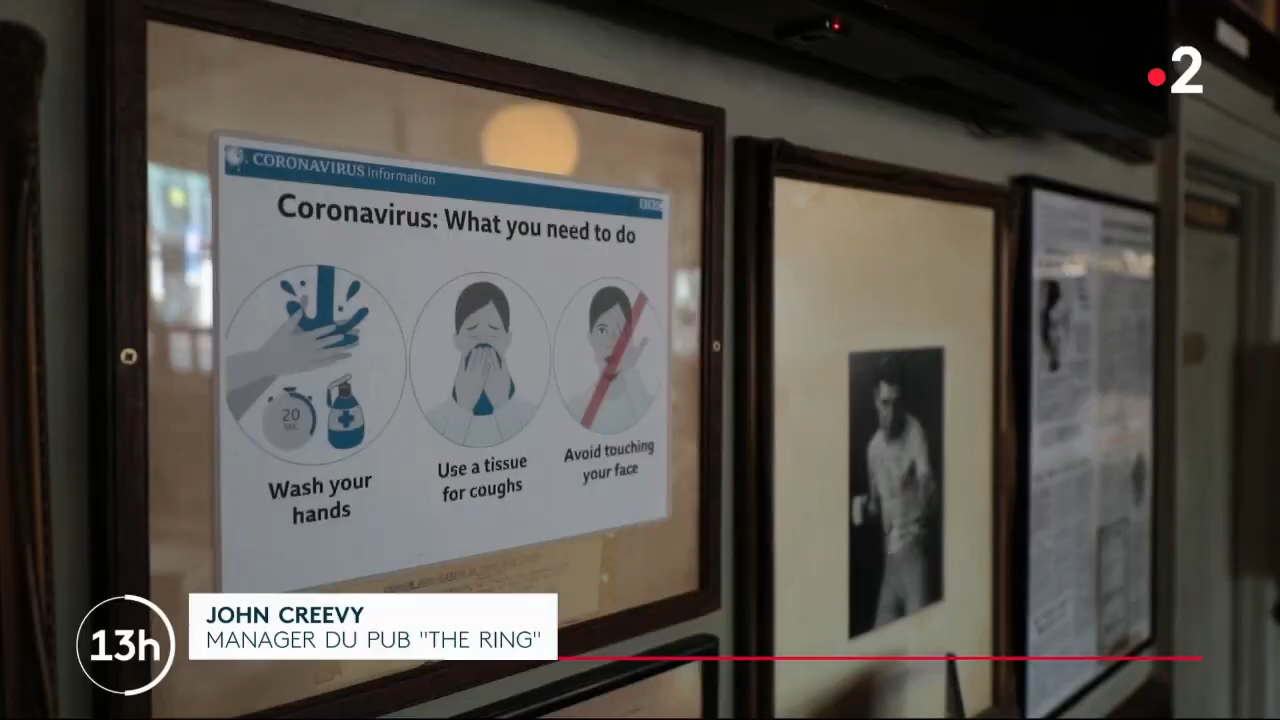 2
CORONAVIRUS Information
BBC
Coronavirus: What you need to do
20
SEC
Wash your
hands
Use a tissue
for coughs
Avoid touching
your face
13h
JOHN CREEVY
MANAGER DU PUB "THE RING"